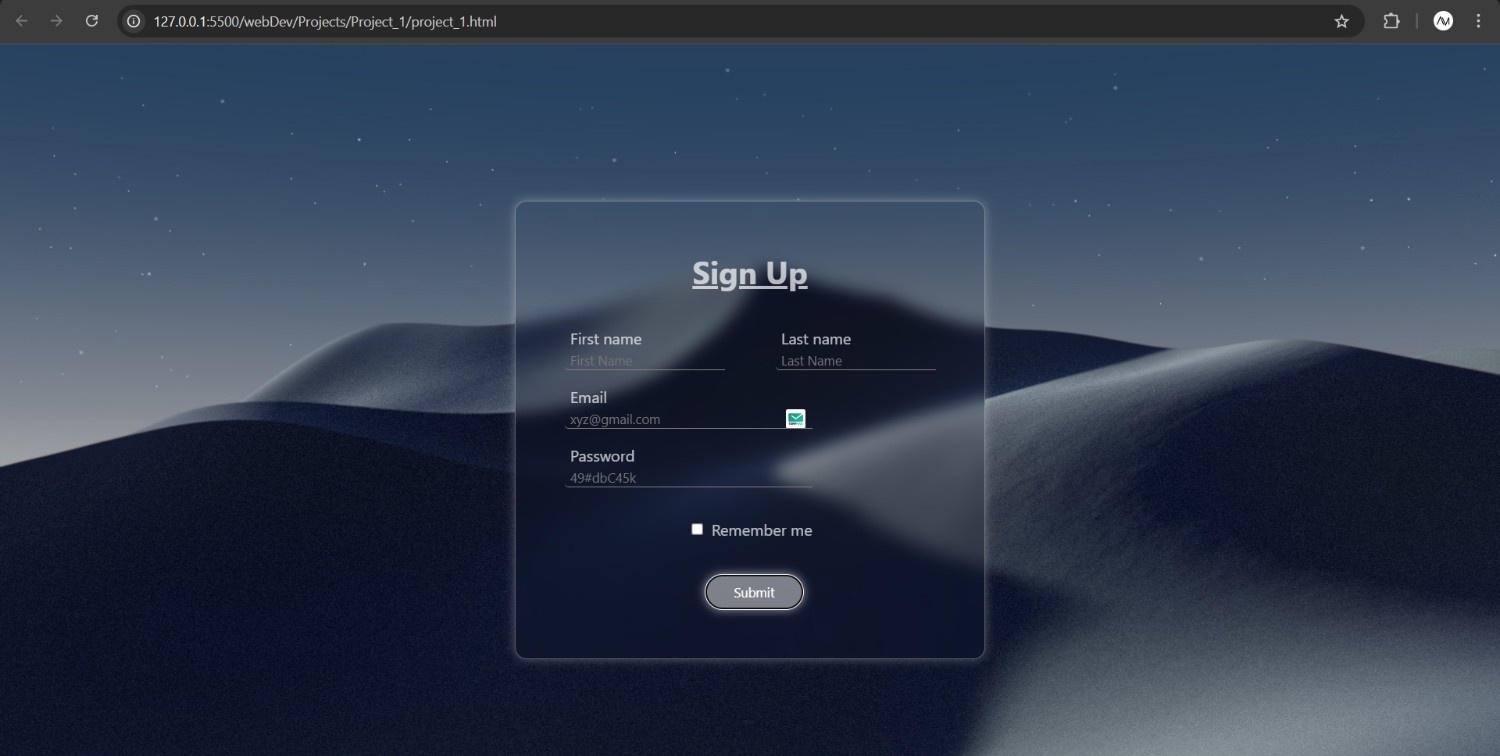 127.0.0.1:5500/webDev/Projects/Project_1/project_1.html
Sign Up
First name Last name
First Name Last Name
Email
xyz@gmail.com
Password
49#dbC45k
Remember me
Submit